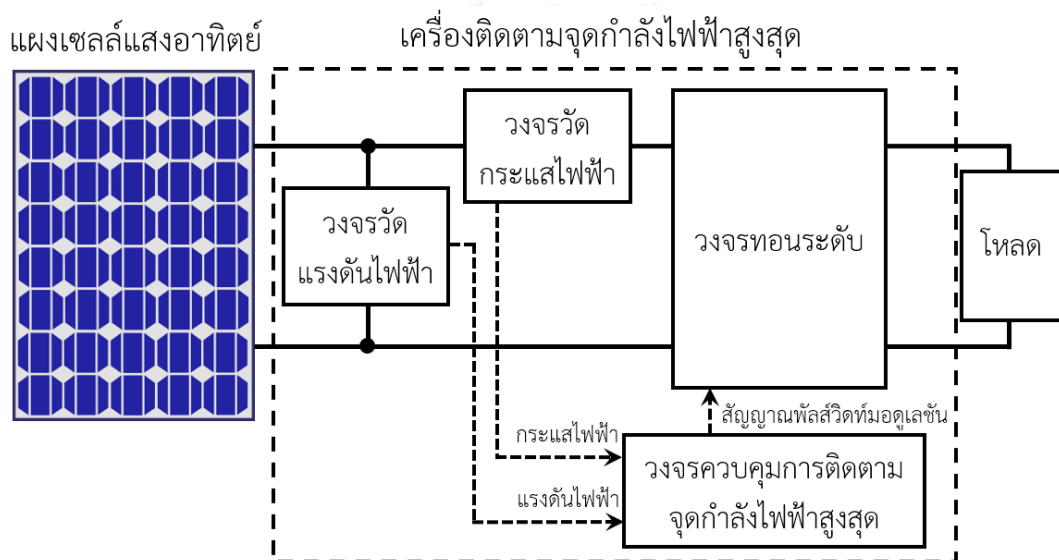 แผงเซลล์แสงอาทิตย์
เครื่องติดตามจุดกำลังไฟฟ้าสูงสุด
วงจรวัด
กระแสไฟฟ้า
วงจรวัด
แรงดันไฟฟ้า
วงจรทอนระดับ
โหลด
สัญญาณพัลส์วิดท์มอดูเลชัน
กระแสไฟฟ้า
แรงดันไฟฟ้า
วงจรควบคุมการติดตาม
จุดกำลังไฟฟ้าสูงสุด